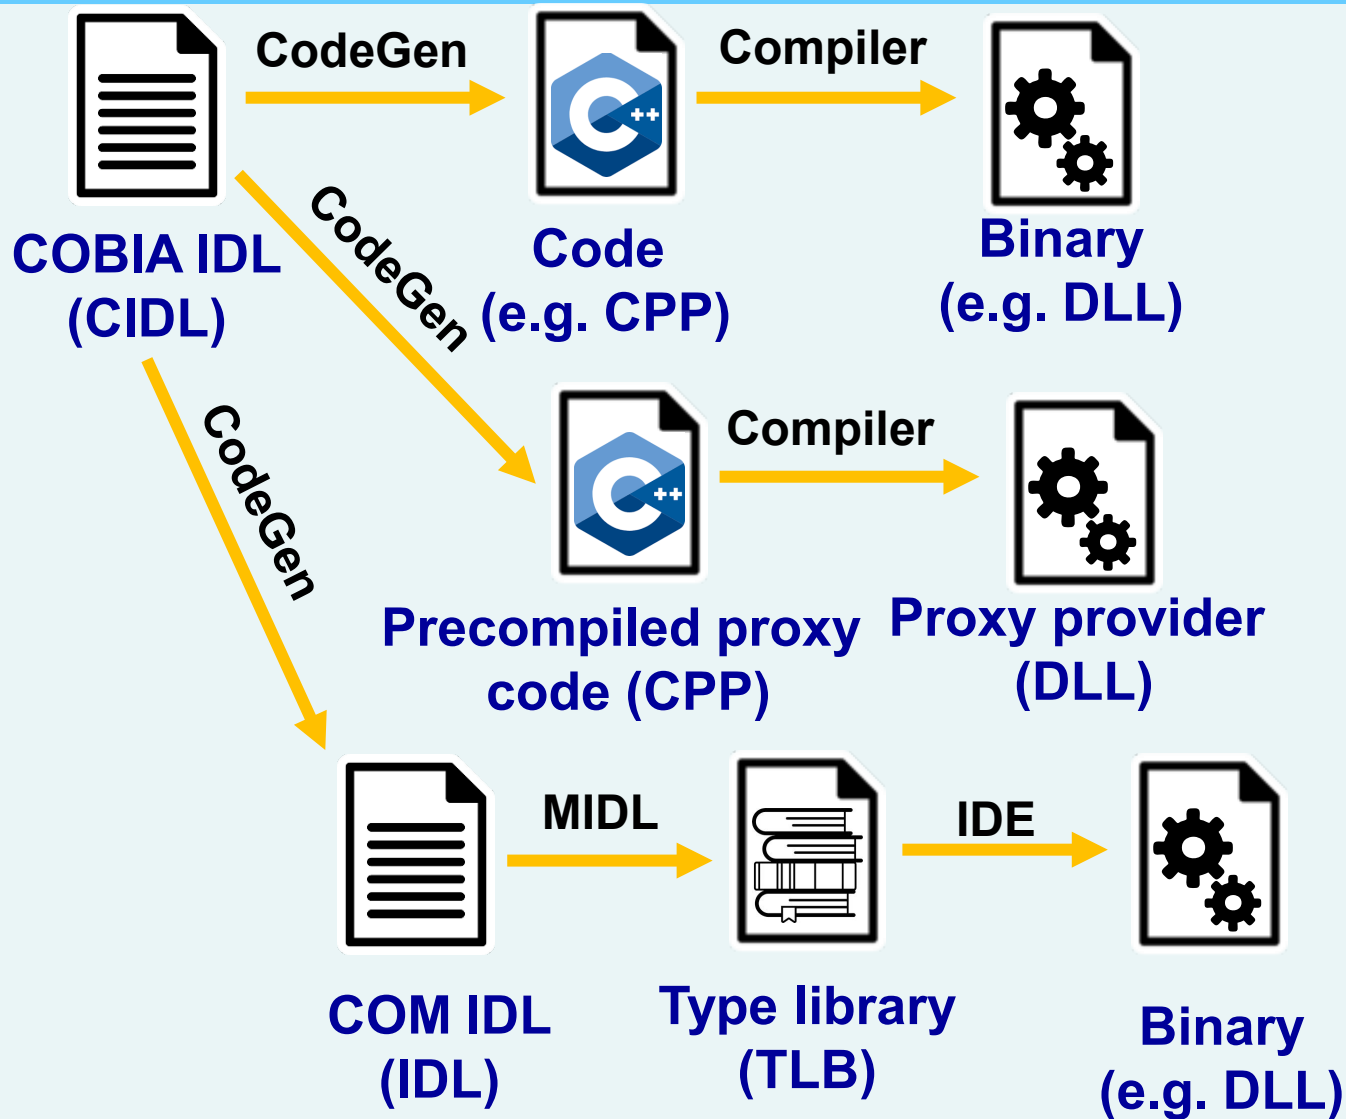 CodeGen
Compiler
C++
COBIA IDL
(CIDL)
Code
(e.g. CPP)
Binary
(e.g. DLL)
CodeGen
CodeGen
C++
Compiler
Precompiled proxy
code (CPP)
Proxy provider
(DLL)
MIDL
IDE
COM IDL
(IDL)
Type library
(TLB)
Binary
(e.g. DLL)